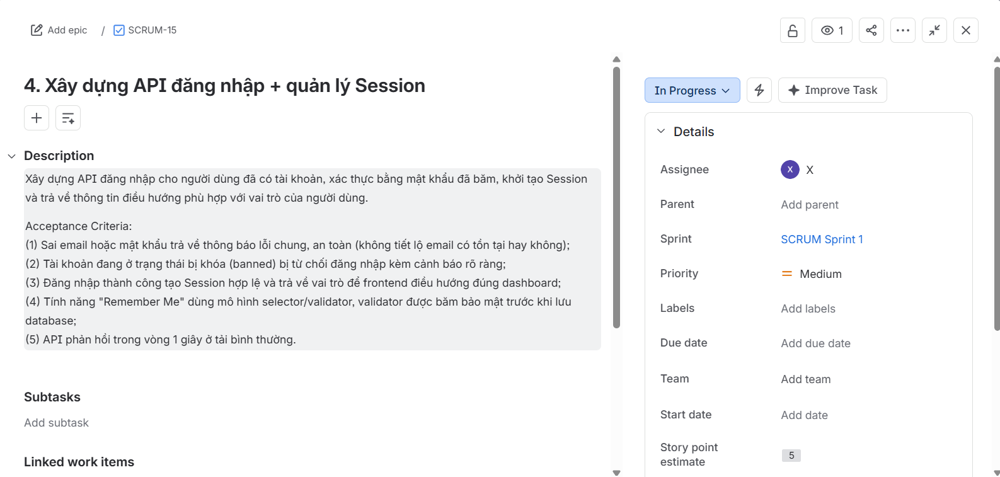 Add epic / SCRUM-15
1
4. Xây dựng API đăng nhập + quản lý Session
Description
Xây dựng API đăng nhập cho người dùng đã có tài khoản, xác thực bằng mật khẩu đã băm, khởi tạo Session
và trả về thông tin điều hướng phù hợp với vai trò của người dùng.
Acceptance Criteria:
(1) Sai email hoặc mật khẩu trả về thông báo lỗi chung, an toàn (không tiết lộ email có tồn tại hay không);
(2) Tài khoản đang ở trạng thái bị khóa (banned) bị từ chối đăng nhập kèm cảnh báo rõ ràng;
(3) Đăng nhập thành công tạo Session hợp lệ và trả về vai trò để frontend điều hướng đúng dashboard;
(4) Tính năng "Remember Me" dùng mô hình selector/validator, validator được băm bảo mật trước khi lưu
database;
(5) API phản hồi trong vòng 1 giây ở tải bình thường.
Subtasks
Add subtask
Linked work items
In Progress
Improve Task
Details
Assignee X X
Parent Add parent
Sprint SCRUM Sprint 1
Priority Medium
Labels Add labels
Due date Add due date
Team Add team
Start date Add date
Story point
estimate 5